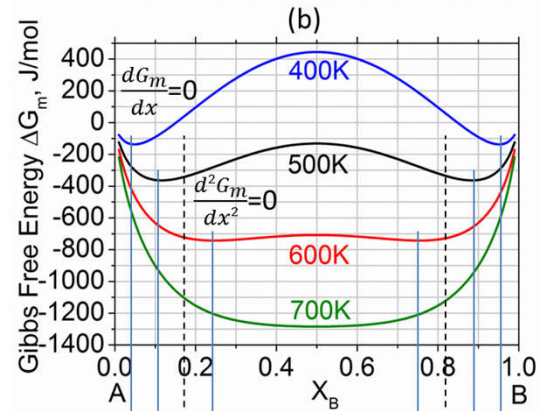 (b)
Gibbs Free Energy ΔG_m, J/mol
400
200
0
-200
-400
-600
-800
-1000
-1200
-1400
dG_m/dx=0
400K
500K
d²G_m/dx²=0
600K
700K
0.0 0.2 0.4 0.6 0.8 1.0
A X_B B